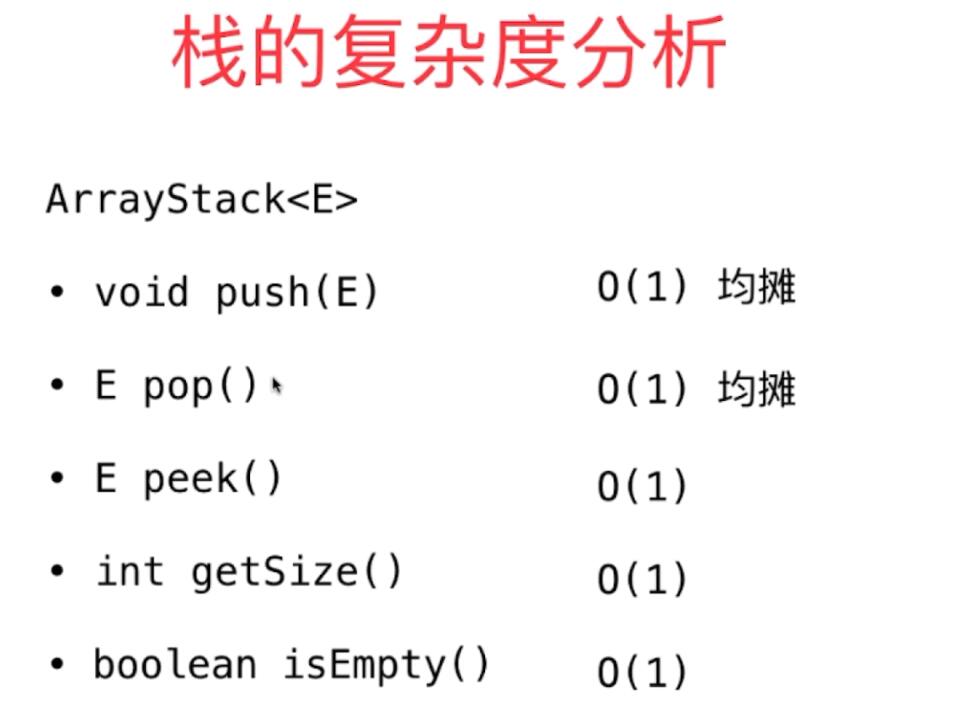 栈的复杂度分析
ArrayStack<E>
• void push(E) O(1) 均摊
• E pop() O(1) 均摊
• E peek() O(1)
• int getSize() O(1)
• boolean isEmpty() O(1)